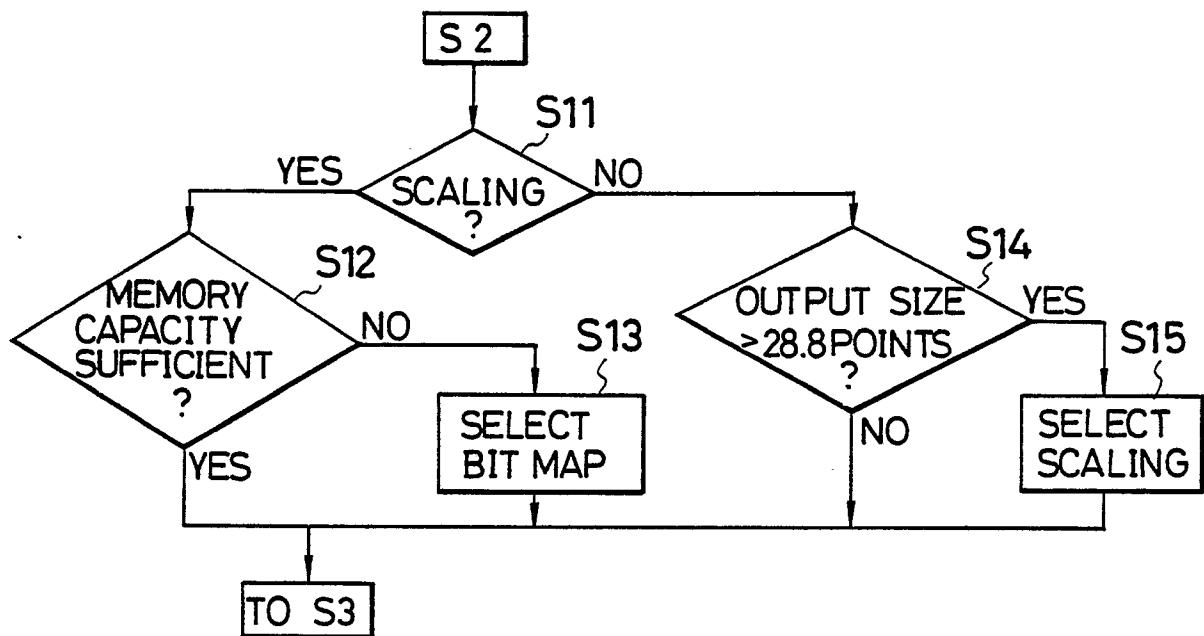 S2
S11
YES
NO
SCALING
?
S12
MEMORY
CAPACITY
SUFFICIENT
?
NO
YES
S13
SELECT
BIT MAP
S14
OUTPUT SIZE
>28.8POINTS
?
YES
NO
S15
SELECT
SCALING
TO S3